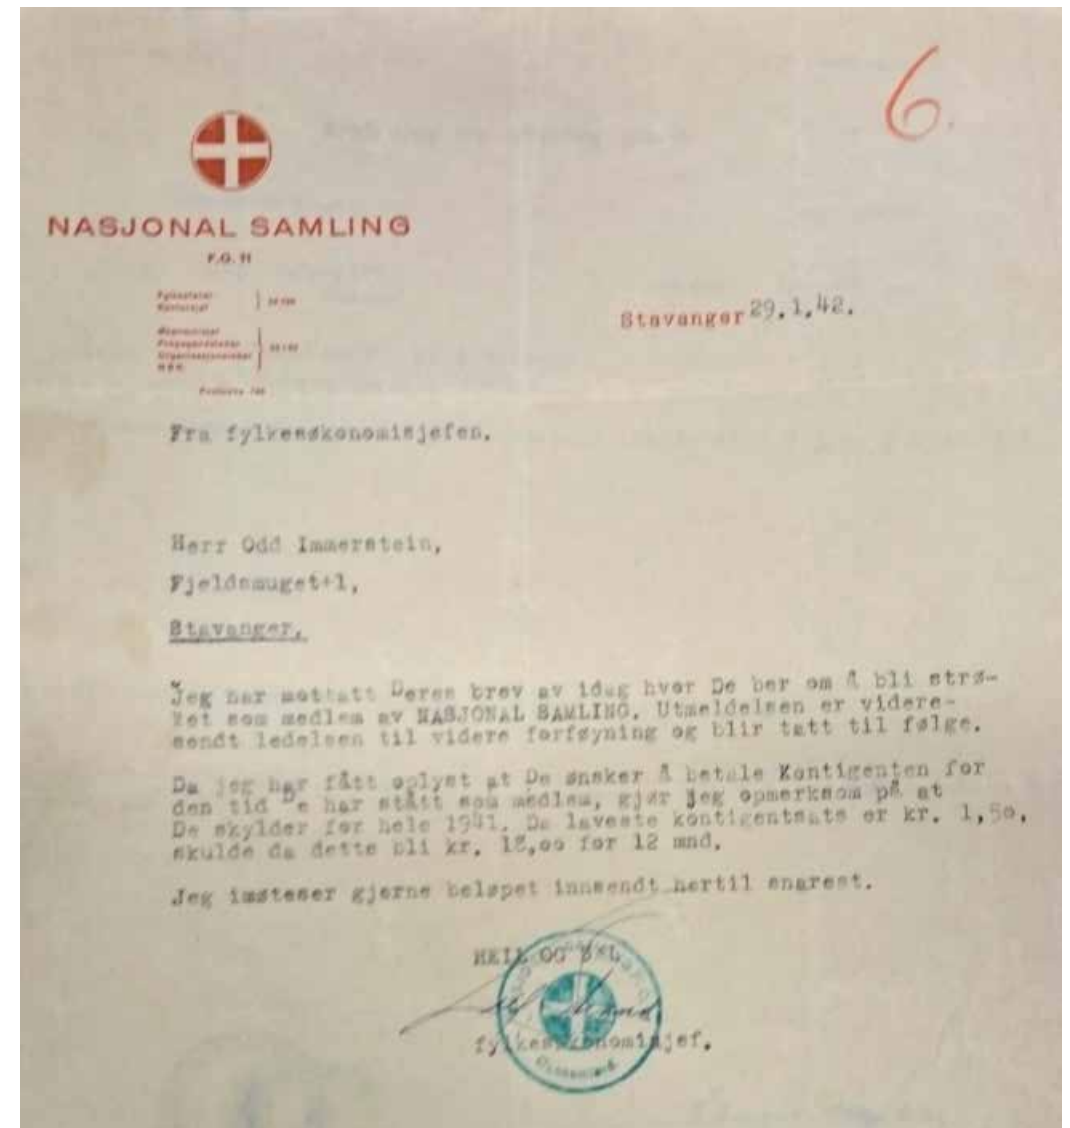 6.
NASJONAL SAMLING
F.G. 11
Stavanger 29.1.42.
Fra fylkesøkonomisjefen.
Herr Odd Immerstein,
Fjeldsmuget+1,
Stavanger.
Jeg har mottatt Deres brev av idag hvor De ber om å bli strø-
ket som medlem av NASJONAL SAMLING. Utmeldelsen er videre-
sendt ledelsen til videre forføyning og blir tatt til følge.
Da jeg har fått oplyst at De ønsker å betale Kontigenten for
den tid De har stått som medlem, gjør jeg opmerksom på at
De skylder for hele 1941. Da laveste kontigentsats er kr. 1,50,
skulde da dette bli kr. 18,oo for 12 mnd.
Jeg imøteser gjerne beløpet innsendt hertil snarest.
HEIL OG SÆL
fylkesøkonomisjef.